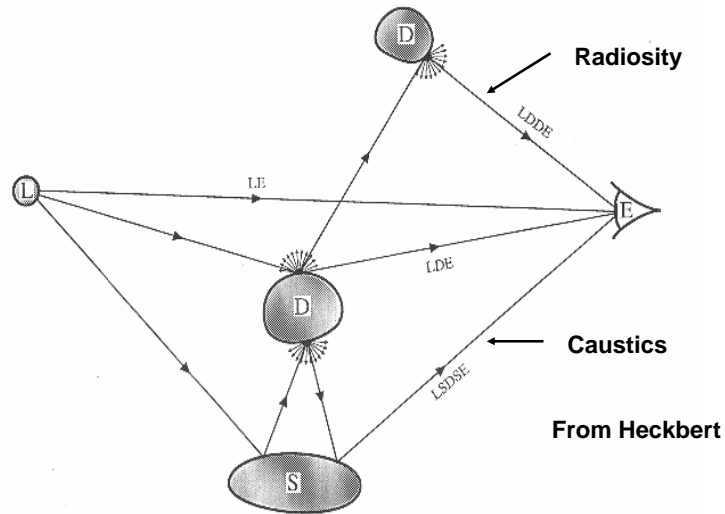 D
Radiosity
LDDE
LE
L
E
LDE
D
Caustics
LSDSE
From Heckbert
S